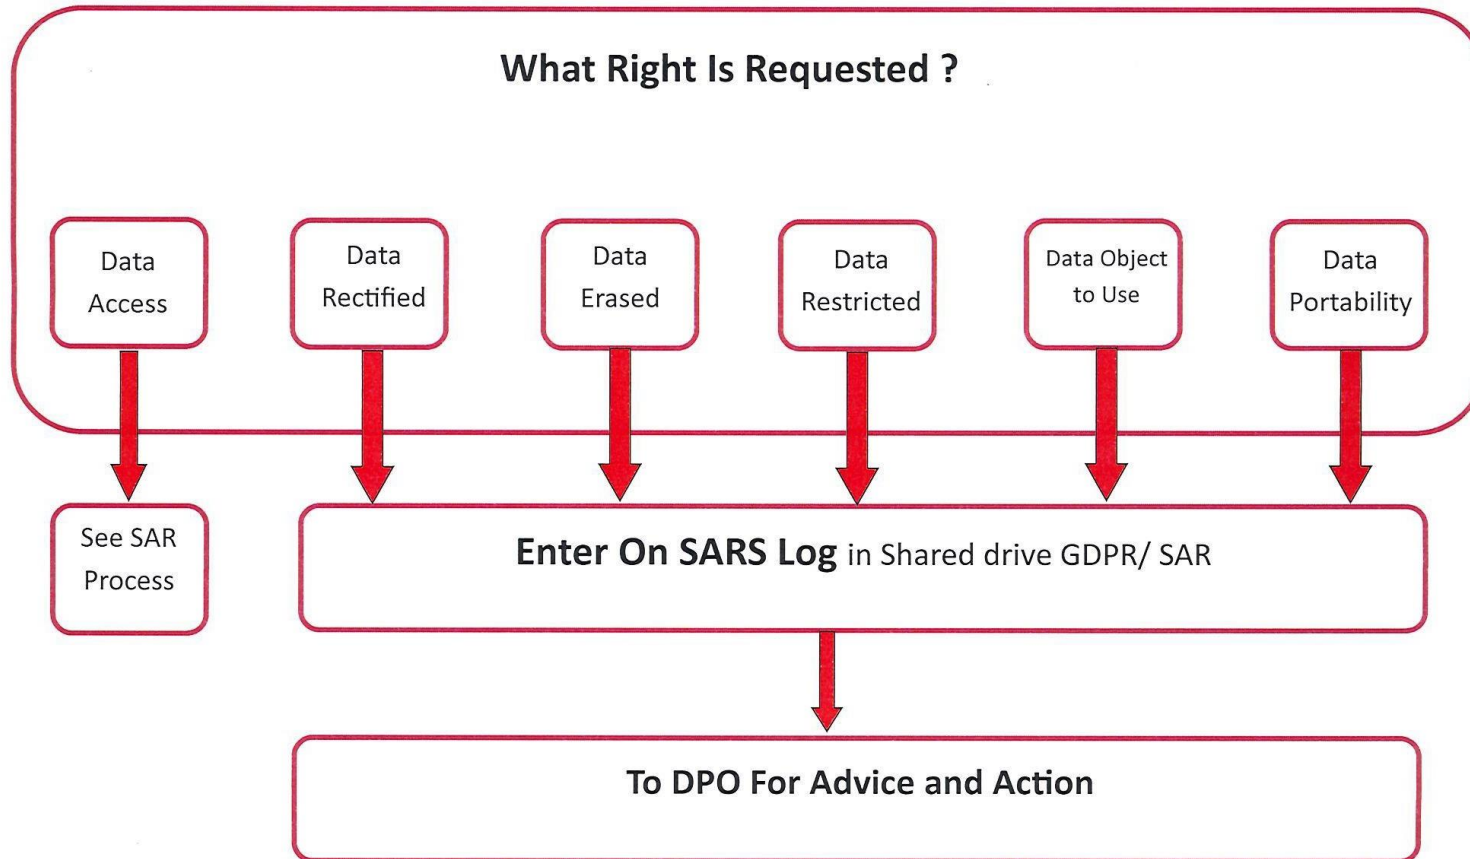 What Right Is Requested ?
Data
Access
Data
Rectified
Data
Erased
Data
Restricted
Data Object
to Use
Data
Portability
See SAR
Process
Enter On SARS Log in Shared drive GDPR/ SAR
To DPO For Advice and Action